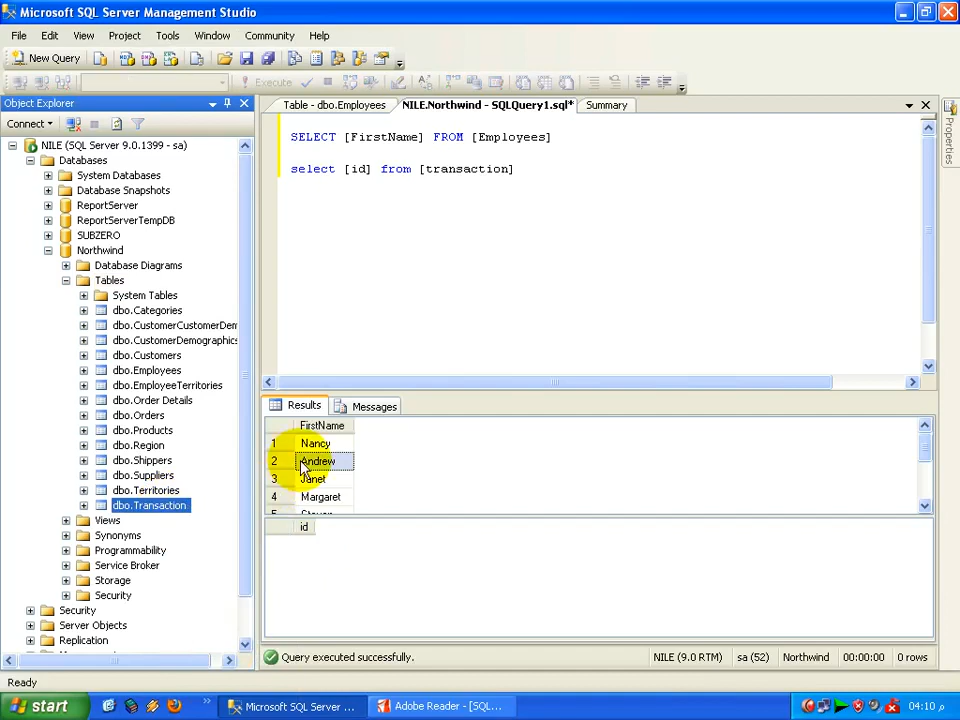 Microsoft SQL Server Management Studio
File Edit View Project Tools Window Community Help
New Query
Execute
Object Explorer
Table - dbo.Employees NILE.Northwind - SQLQuery1.sql* Summary
Properties
Connect
NILE (SQL Server 9.0.1399 - sa)
Databases
System Databases
Database Snapshots
ReportServer
ReportServerTempDB
SUBZERO
Northwind
Database Diagrams
Tables
System Tables
dbo.Categories
dbo.CustomerCustomerDem
dbo.CustomerDemographics
dbo.Customers
dbo.Employees
dbo.EmployeeTerritories
dbo.Order Details
dbo.Orders
dbo.Products
dbo.Region
dbo.Shippers
dbo.Suppliers
dbo.Territories
dbo.Transaction
Views
Synonyms
Programmability
Service Broker
Storage
Security
Security
Server Objects
Replication
SELECT [FirstName] FROM [Employees]
select [id] from [transaction]
Results Messages
FirstName
1 Nancy
2 Andrew
3 Janet
4 Margaret
id
Query executed successfully. NILE (9.0 RTM) sa (52) Northwind 00:00:00 0 rows
Ready
start Microsoft SQL Server ... Adobe Reader - [SQL... 04:10 م